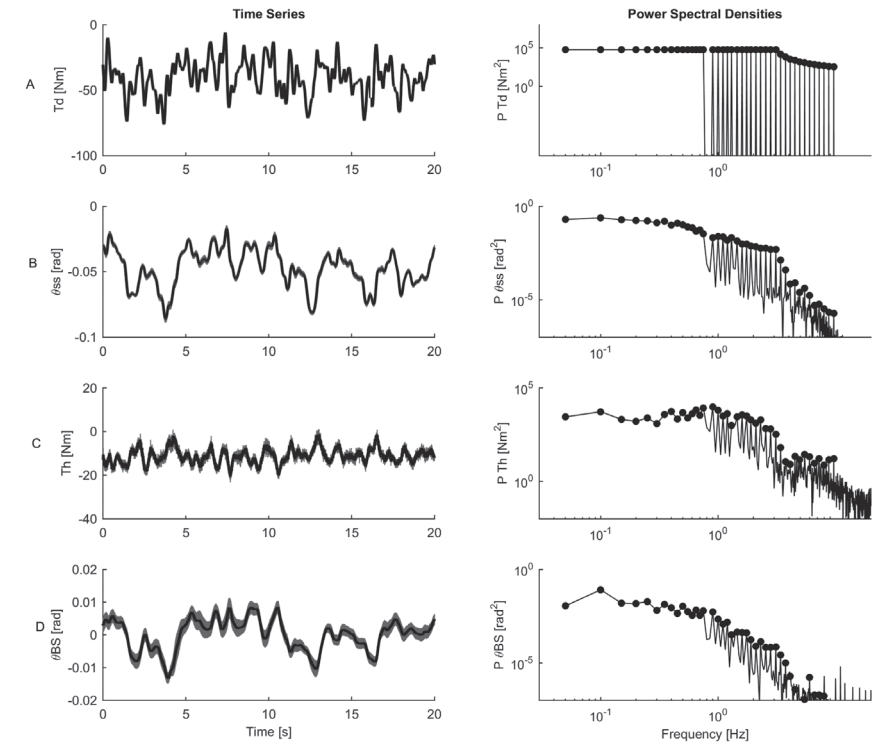 Time Series
Power Spectral Densities
A
Td [Nm]
0
-50
-100
0 5 10 15 20
P Td [Nm²]
10⁵
10⁰
10⁻¹ 10⁰
B
θss [rad]
0
-0.05
-0.1
0 5 10 15 20
P θss [rad²]
10⁰
10⁻⁵
10⁻¹ 10⁰
C
Th [Nm]
20
0
-20
-40
0 5 10 15 20
P Th [Nm²]
10⁵
10⁰
10⁻¹ 10⁰
D
θBS [rad]
0.02
0.01
0
-0.01
-0.02
0 5 10 15 20
Time [s]
P θBS [rad²]
10⁰
10⁻⁵
10⁻¹ 10⁰
Frequency [Hz]